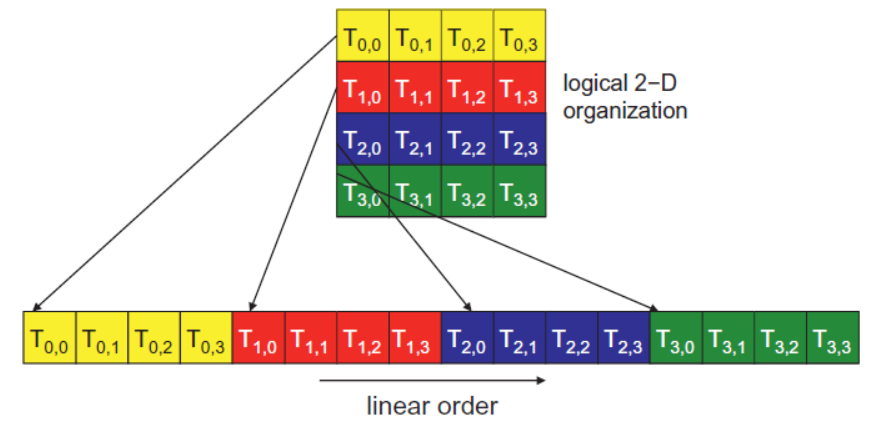 T0,0 T0,1 T0,2 T0,3
T1,0 T1,1 T1,2 T1,3
logical 2−D
organization
T2,0 T2,1 T2,2 T2,3
T3,0 T3,1 T3,2 T3,3
T0,0 T0,1 T0,2 T0,3 T1,0 T1,1 T1,2 T1,3 T2,0 T2,1 T2,2 T2,3 T3,0 T3,1 T3,2 T3,3
linear order